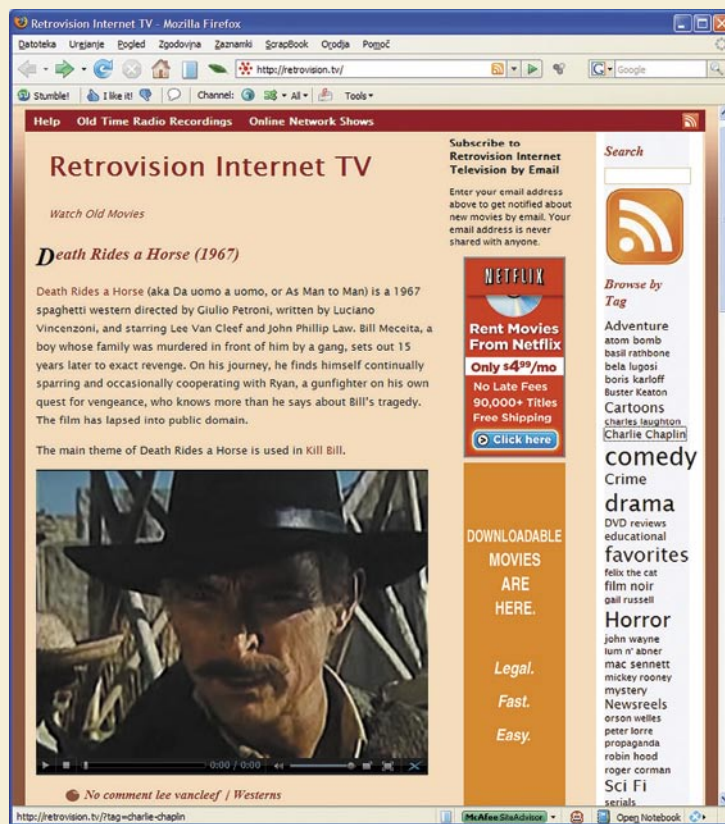 Retrovision Internet TV - Mozilla Firefox
Datoteka Urejanje Pogled Zgodovina Zaznamki ScrapBook Orodja Pomoč
http://retrovision.tv/
Google
Stumble! I like it! Channel: All Tools
Help Old Time Radio Recordings Online Network Shows
Retrovision Internet TV
Watch Old Movies
Death Rides a Horse (1967)
Death Rides a Horse (aka Da uomo a uomo, or As Man to Man) is a 1967
spaghetti western directed by Giulio Petroni, written by Luciano
Vincenzoni, and starring Lee Van Cleef and John Phillip Law. Bill Meceita, a
boy whose family was murdered in front of him by a gang, sets out 15
years later to exact revenge. On his journey, he finds himself continually
sparring and occasionally cooperating with Ryan, a gunfighter on his own
quest for vengeance, who knows more than he says about Bill's tragedy.
The film has lapsed into public domain.
The main theme of Death Rides a Horse is used in Kill Bill.
0:00 / 0:00
No comment lee vancleef / Westerns
Subscribe to
Retrovision Internet
Television by Email
Enter your email address
above to get notified about
new movies by email. Your
email address is never
shared with anyone.
NETFLIX
Rent Movies
From Netflix
Only $4.99/mo
No Late Fees
90,000+ Titles
Free Shipping
Click here
DOWNLOADABLE
MOVIES
ARE
HERE.
Legal.
Fast.
Easy.
Search
Browse by
Tag
Adventure
atom bomb
basil rathbone
bela lugosi
boris karloff
Buster Keaton
Cartoons
charles laughton
Charlie Chaplin
comedy
Crime
drama
DVD reviews
educational
favorites
felix the cat
film noir
gail russell
Horror
john wayne
lum n' abner
mac sennett
mickey rooney
mystery
Newsreels
orson welles
peter lorre
propaganda
robin hood
roger corman
Sci Fi
serials
http://retrovision.tv/?tag=charlie-chaplin
McAfee SiteAdvisor
Open Notebook